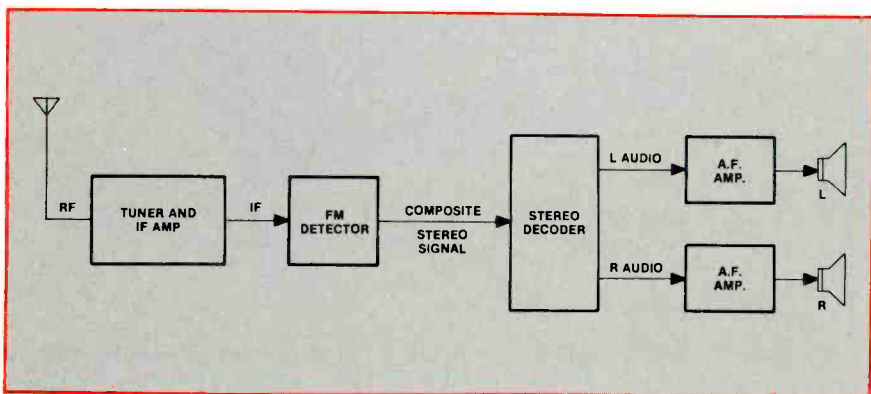 RF
TUNER AND
IF AMP
IF
FM
DETECTOR
COMPOSITE
STEREO
SIGNAL
STEREO
DECODER
L AUDIO
A.F.
AMP.
L
R AUDIO
A.F.
AMP.
R